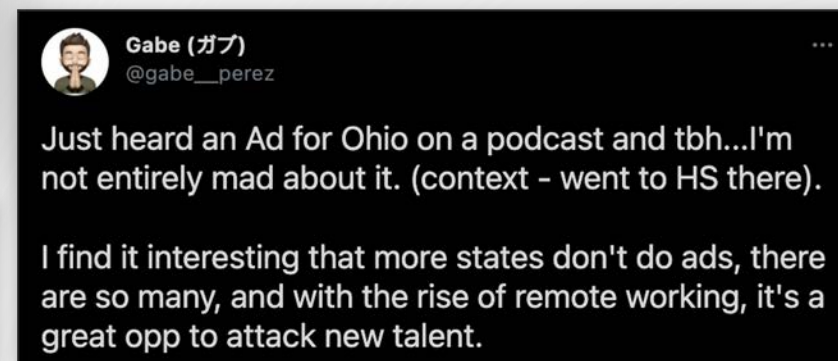 Gabe (ガブ)
@gabe__perez
Just heard an Ad for Ohio on a podcast and tbh...I'm
not entirely mad about it. (context - went to HS there).
I find it interesting that more states don't do ads, there
are so many, and with the rise of remote working, it's a
great opp to attack new talent.